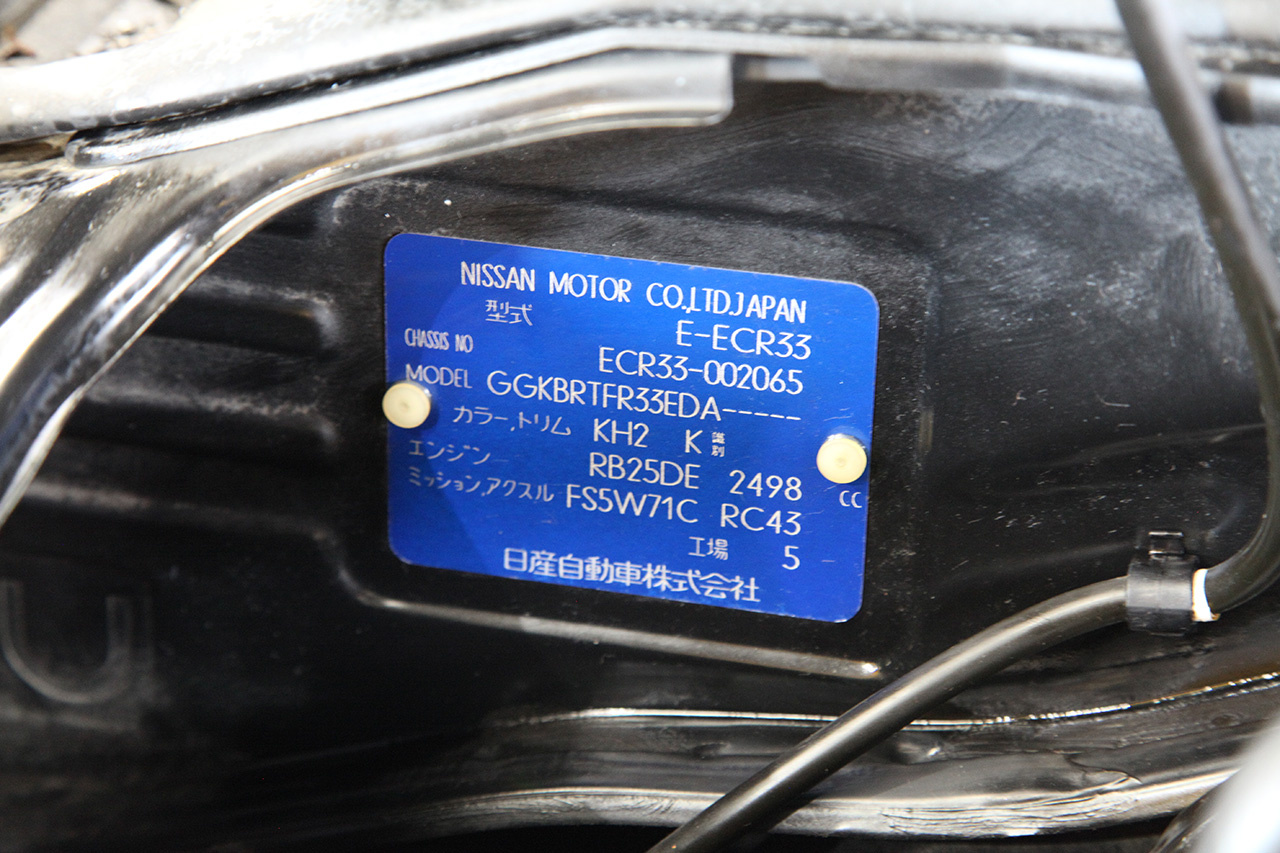 NISSAN MOTOR CO.,LTD.JAPAN
型式 E-ECR33
CHASSIS NO ECR33-002065
MODEL GGKBRTFR33EDA-----
カラー,トリム KH2 K 識別
エンジン RB25DE 2498 CC
ミッション,アクスル FS5W71C RC43
工場 5
日産自動車株式会社